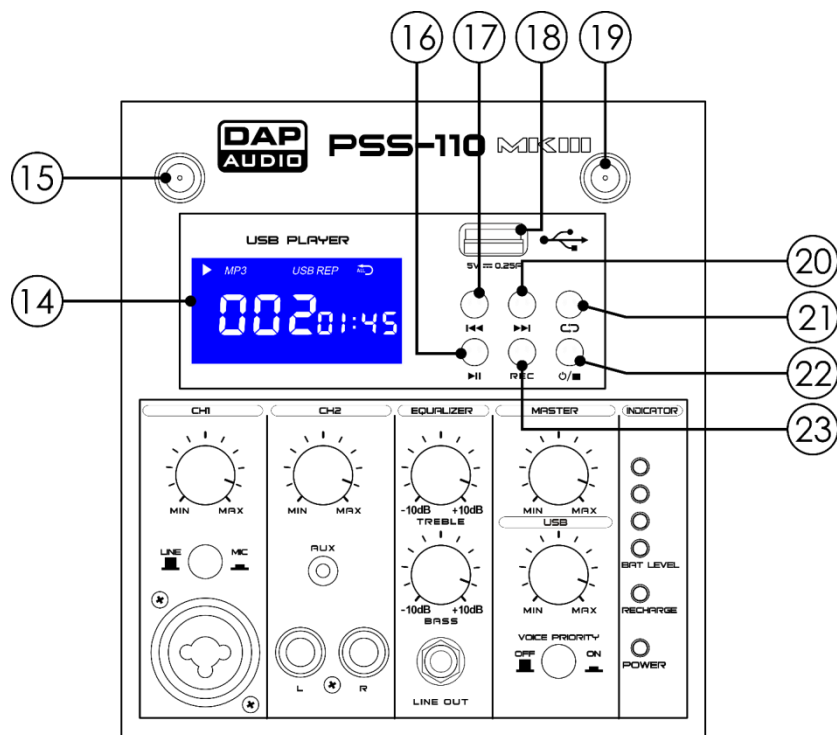 16 17 18 19
DAP
AUDIO
PSS-110 MKIII
15
USB PLAYER
5V 0.25A
MP3 USB REP ALL
14
002 01:45
20
21
22
23
REC
CH1
MIN MAX
LINE MIC
CH2
MIN MAX
AUX
L R
EQUALIZER
-10dB +10dB
TREBLE
-10dB +10dB
BASS
LINE OUT
MASTER
MIN MAX
USB
MIN MAX
VOICE PRIORITY
OFF ON
INDICATOR
BAT LEVEL
RECHARGE
POWER